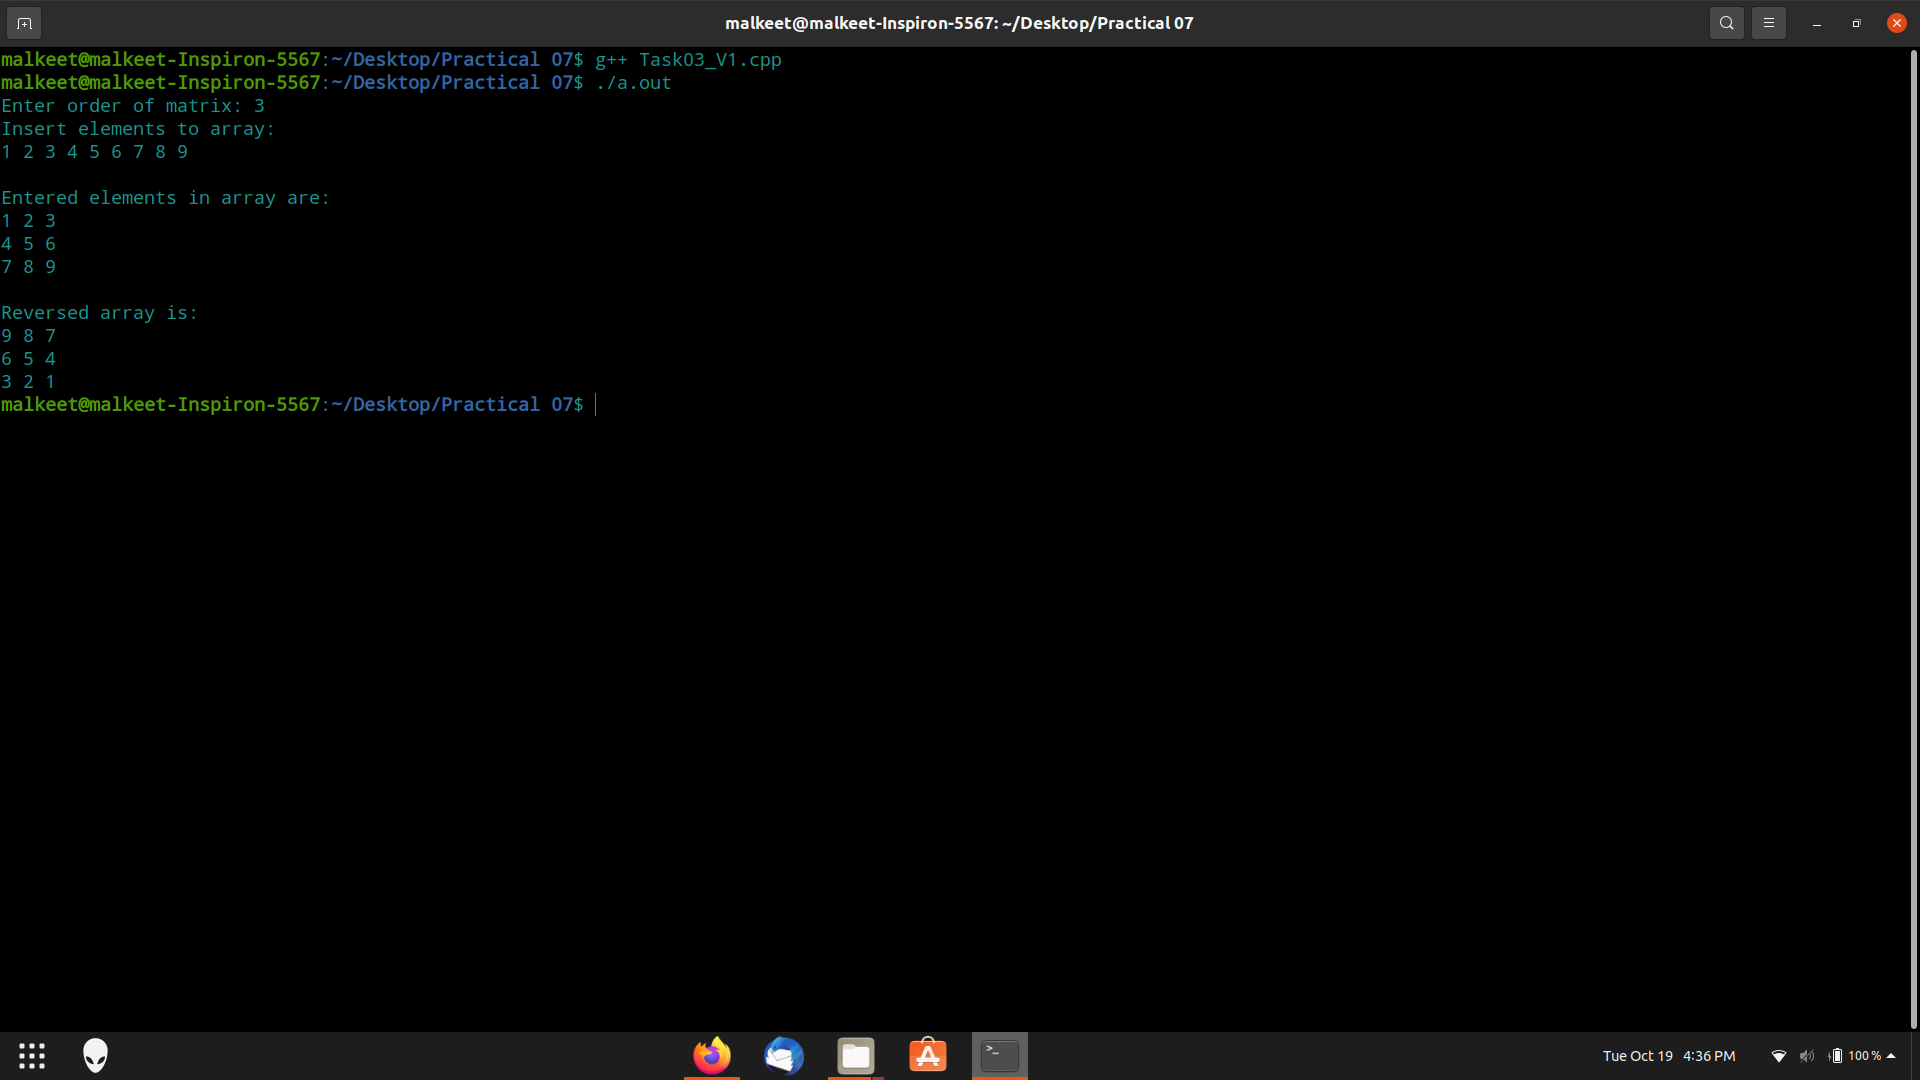 malkeet@malkeet-Inspiron-5567: ~/Desktop/Practical 07
malkeet@malkeet-Inspiron-5567:~/Desktop/Practical 07$ g++ Task03_V1.cpp
malkeet@malkeet-Inspiron-5567:~/Desktop/Practical 07$ ./a.out
Enter order of matrix: 3
Insert elements to array:
1 2 3 4 5 6 7 8 9
Entered elements in array are:
1 2 3
4 5 6
7 8 9
Reversed array is:
9 8 7
6 5 4
3 2 1
malkeet@malkeet-Inspiron-5567:~/Desktop/Practical 07$
Tue Oct 19 4:36 PM 100 %